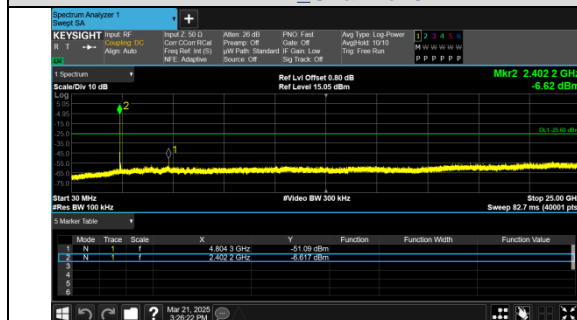 Spectrum Analyzer 1
Swept SA
+
KEYSIGHT Input: RF Input Z: 50 Ω Atten: 26 dB PNO: Fast Avg Type: Log-Power 1 2 3 4 5 6
R T Coupling: DC Corr CCorr RCal Preamp: Off Gate: Off Avg|Hold: 10/10 M W W W W W
Align: Auto Freq Ref: Int (S) µW Path: Standard IF Gain: Low Trig: Free Run
NFE: Adaptive Source: Off Sig Track: Off P P P P P P
1 Spectrum Ref Lvl Offset 0.80 dB Mkr2 2.402 2 GHz
Scale/Div 10 dB Ref Level 15.05 dBm -6.62 dBm
Log
5.05
-4.95
-15.0
-25.0
-35.0
-45.0
-55.0
-65.0
-75.0
2
1
Start 30 MHz #Video BW 300 kHz Stop 25.00 GH
#Res BW 100 kHz Sweep 82.7 ms (40001 pts
5 Marker Table
Mode Trace Scale X Y Function Function Width Function Value
1 N 1 f 4.804 3 GHz -51.09 dBm
2 N 1 f 2.402 2 GHz -6.617 dBm
3
4
5
6
? Mar 21, 2025
3:26:22 PM